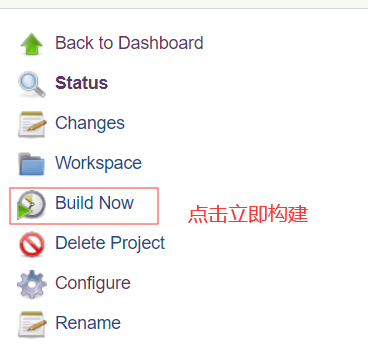 Back to Dashboard
Status
Changes
Workspace
Build Now
点击立即构建
Delete Project
Configure
Rename